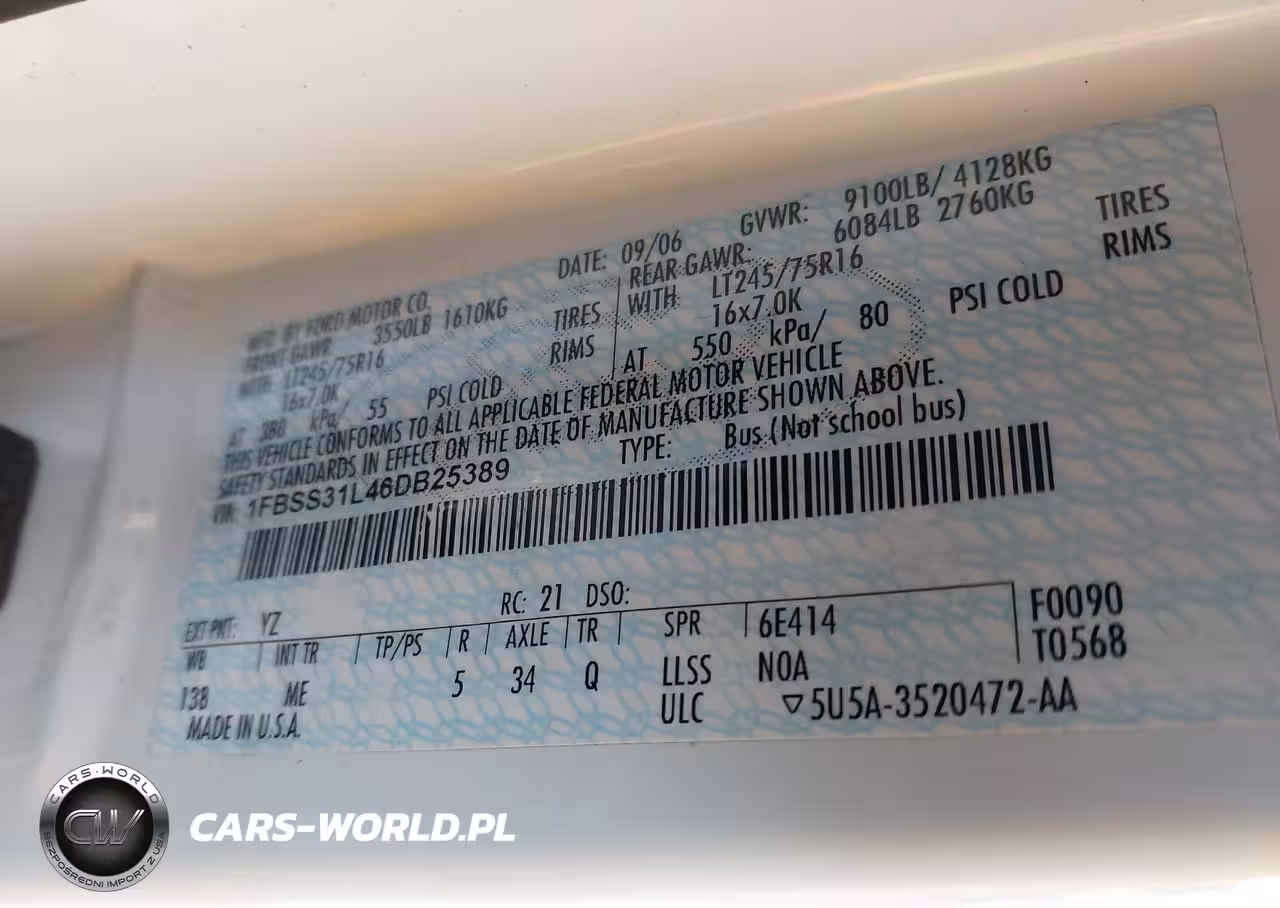 MFD. BY FORD MOTOR CO.
DATE: 09/06 GVWR: 9100LB/ 4128KG
FRONT GAWR: 3550LB 1610KG
REAR GAWR: 6084LB 2760KG
WITH LT245/75R16 TIRES
WITH LT245/75R16 TIRES
16x7.0K RIMS
16x7.0K RIMS
AT 380 kPa/ 55 PSI COLD
AT 550 kPa/ 80 PSI COLD
THIS VEHICLE CONFORMS TO ALL APPLICABLE FEDERAL MOTOR VEHICLE
SAFETY STANDARDS IN EFFECT ON THE DATE OF MANUFACTURE SHOWN ABOVE.
VIN: 1FBSS31L46DB25389 TYPE: Bus (Not school bus)
EXT PNT: YZ RC: 21 DSO:
WB INT TR TP/PS R AXLE TR SPR 6E414 F0090
138 ME 5 34 Q LLSS N0A T0568
MADE IN U.S.A. ULC ▽5U5A-3520472-AA
CARS-WORLD
CW
BEZPOŚREDNI IMPORT Z USA
CARS-WORLD.PL